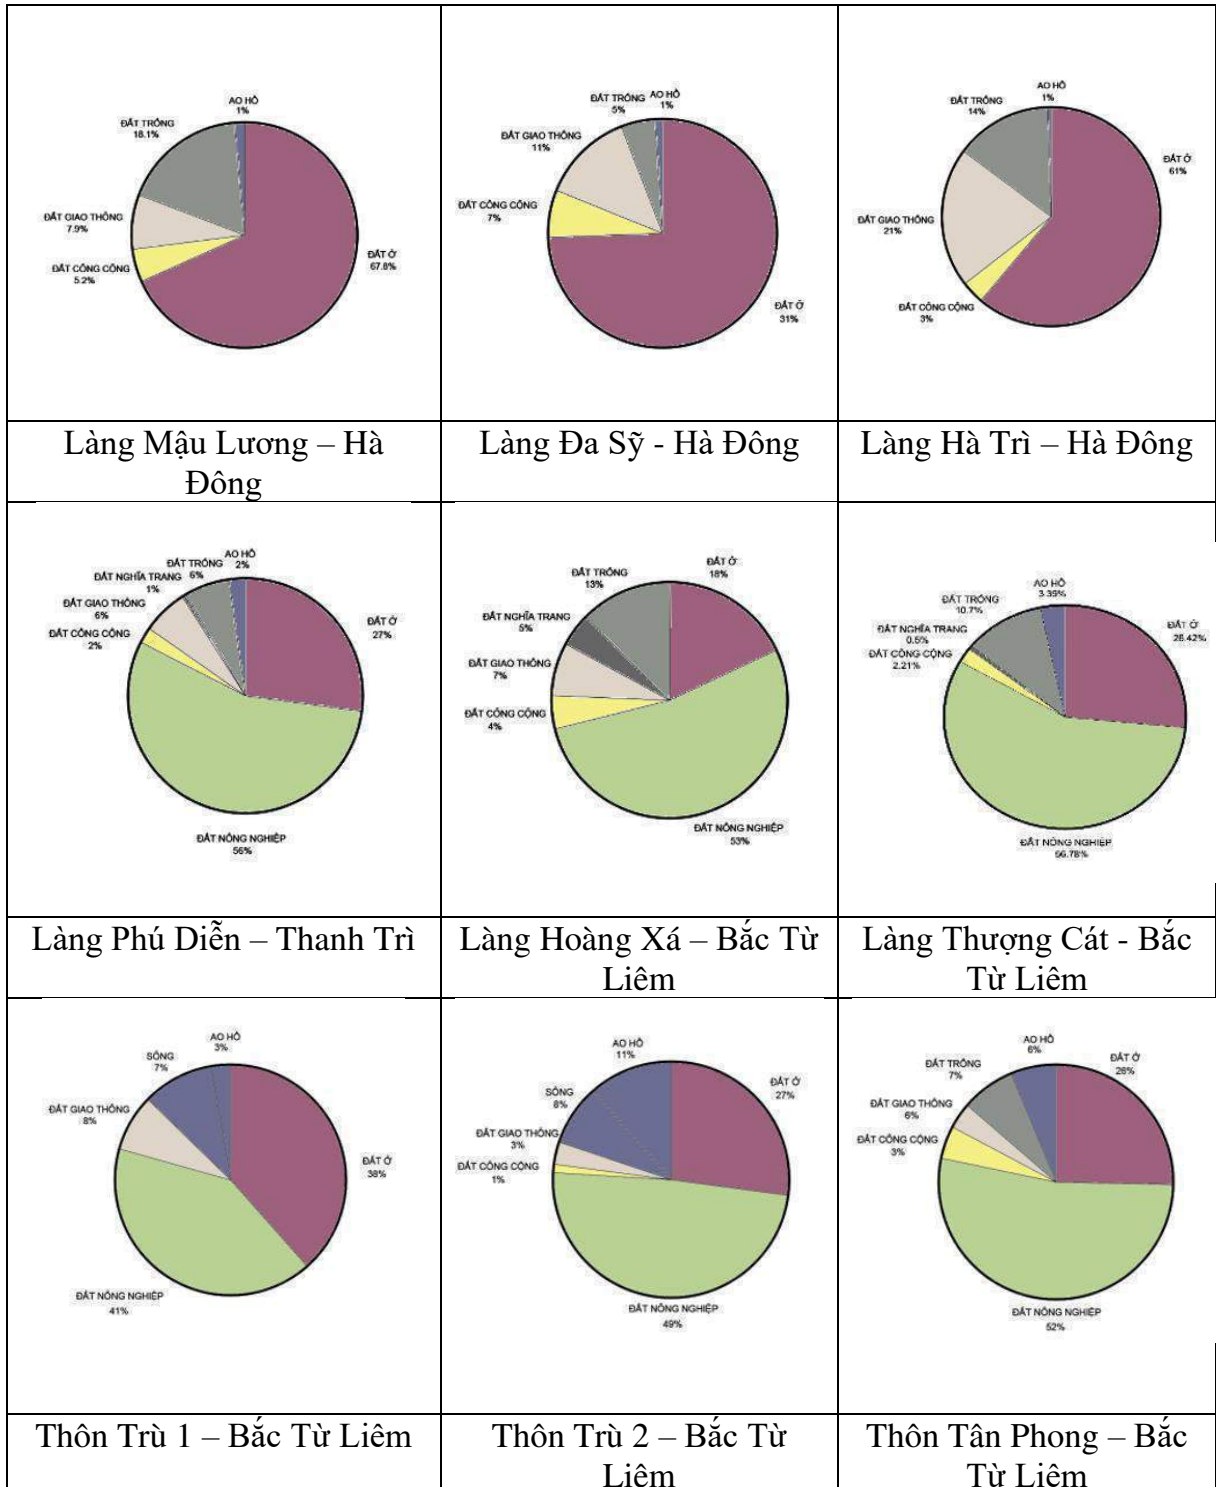 AO HỒ
1%
ĐẤT TRỐNG
18.1%
ĐẤT GIAO THÔNG
7.9%
ĐẤT CÔNG CỘNG
5.2%
ĐẤT Ở
67.8%
ĐẤT TRỐNG
5%
AO HỒ
1%
ĐẤT GIAO THÔNG
11%
ĐẤT CÔNG CỘNG
7%
ĐẤT Ở
31%
AO HỒ
1%
ĐẤT TRỐNG
14%
ĐẤT Ở
61%
ĐẤT GIAO THÔNG
21%
ĐẤT CÔNG CỘNG
3%
Làng Mậu Lương – Hà
Đông
Làng Đa Sỹ - Hà Đông
Làng Hà Trì – Hà Đông
AO HỒ
2%
ĐẤT TRỐNG
6%
ĐẤT NGHĨA TRANG
1%
ĐẤT GIAO THÔNG
6%
ĐẤT CÔNG CỘNG
2%
ĐẤT Ở
27%
ĐẤT NÔNG NGHIỆP
56%
ĐẤT Ở
18%
ĐẤT TRỐNG
13%
ĐẤT NGHĨA TRANG
5%
ĐẤT GIAO THÔNG
7%
ĐẤT CÔNG CỘNG
4%
ĐẤT NÔNG NGHIỆP
53%
AO HỒ
3.39%
ĐẤT TRỐNG
10.7%
ĐẤT NGHĨA TRANG
0.5%
ĐẤT CÔNG CỘNG
2.21%
ĐẤT Ở
26.42%
ĐẤT NÔNG NGHIỆP
56.78%
Làng Phú Diễn – Thanh Trì
Làng Hoàng Xá – Bắc Từ
Liêm
Làng Thượng Cát - Bắc
Từ Liêm
AO HỒ
3%
SÔNG
7%
ĐẤT GIAO THÔNG
8%
ĐẤT Ở
38%
ĐẤT NÔNG NGHIỆP
41%
AO HỒ
11%
SÔNG
8%
ĐẤT GIAO THÔNG
3%
ĐẤT CÔNG CỘNG
1%
ĐẤT Ở
27%
ĐẤT NÔNG NGHIỆP
49%
AO HỒ
6%
ĐẤT TRỐNG
7%
ĐẤT GIAO THÔNG
6%
ĐẤT CÔNG CỘNG
3%
ĐẤT Ở
26%
ĐẤT NÔNG NGHIỆP
52%
Thôn Trù 1 – Bắc Từ Liêm
Thôn Trù 2 – Bắc Từ
Liêm
Thôn Tân Phong – Bắc
Từ Liêm